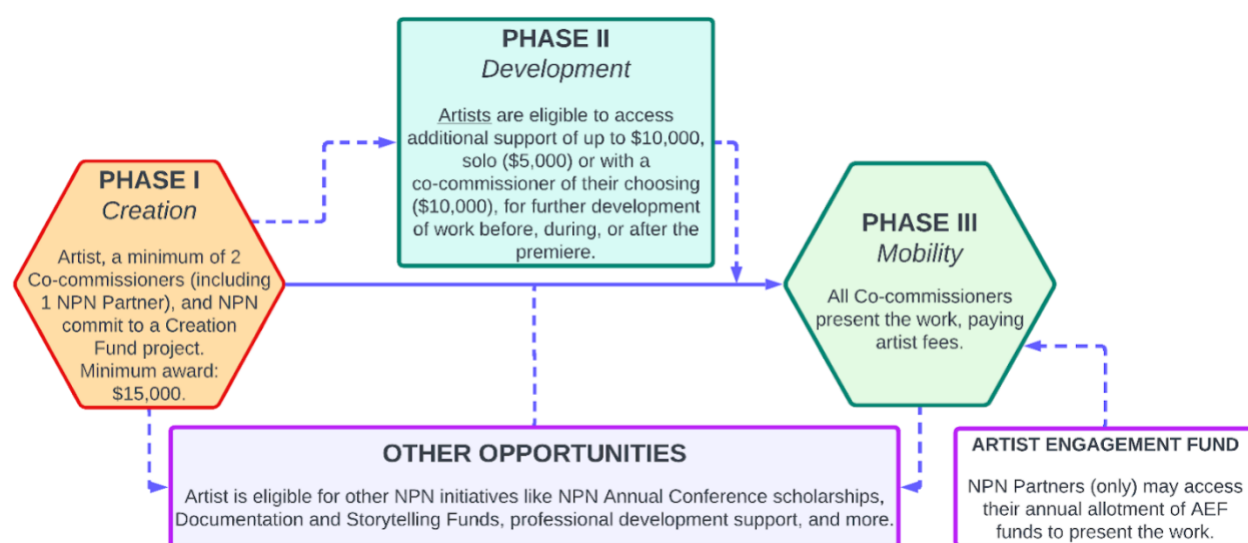 PHASE I
Creation
Artist, a minimum of 2
Co-commissioners (including
1 NPN Partner), and NPN
commit to a Creation
Fund project.
Minimum award:
$15,000.
PHASE II
Development
Artists are eligible to access
additional support of up to $10,000,
solo ($5,000) or with a
co-commissioner of their choosing
($10,000), for further development
of work before, during, or after the
premiere.
PHASE III
Mobility
All Co-commissioners
present the work, paying
artist fees.
OTHER OPPORTUNITIES
Artist is eligible for other NPN initiatives like NPN Annual Conference scholarships,
Documentation and Storytelling Funds, professional development support, and more.
ARTIST ENGAGEMENT FUND
NPN Partners (only) may access
their annual allotment of AEF
funds to present the work.